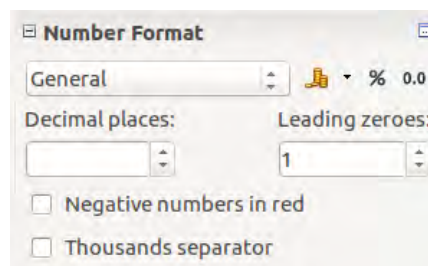 Number Format
General % 0.0
Decimal places: Leading zeroes:
1
Negative numbers in red
Thousands separator